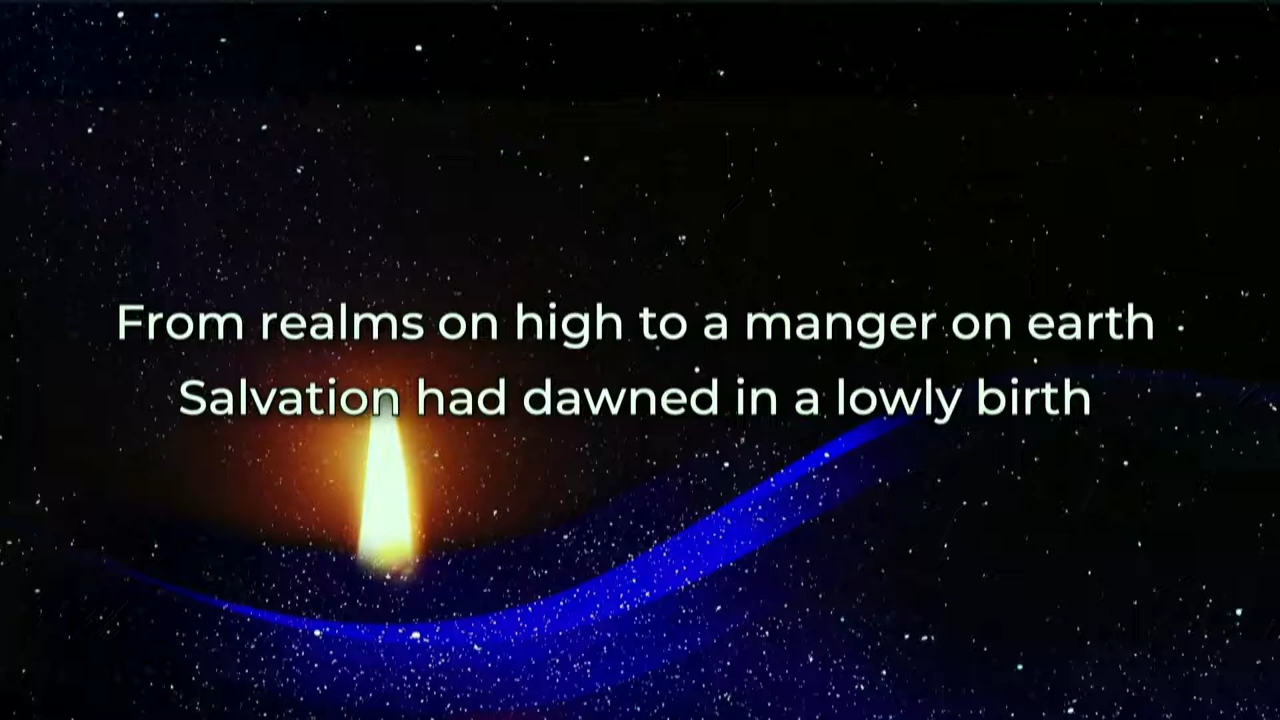 From realms on high to a manger on earth
Salvation had dawned in a lowly birth